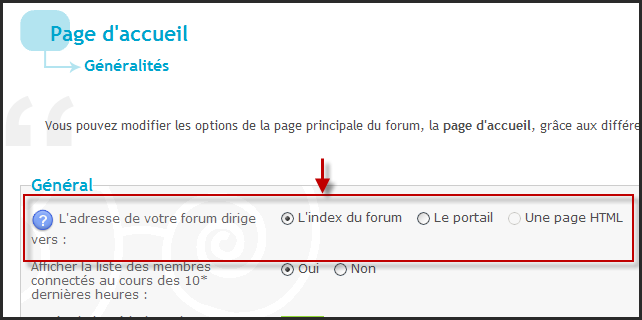 Page d'accueil
Généralités
Vous pouvez modifier les options de la page principale du forum, la page d'accueil, grâce aux différe
Général
? L'adresse de votre forum dirige vers :
L'index du forum Le portail Une page HTML
Afficher la liste des membres connectés au cours des 10* dernières heures :
Oui Non